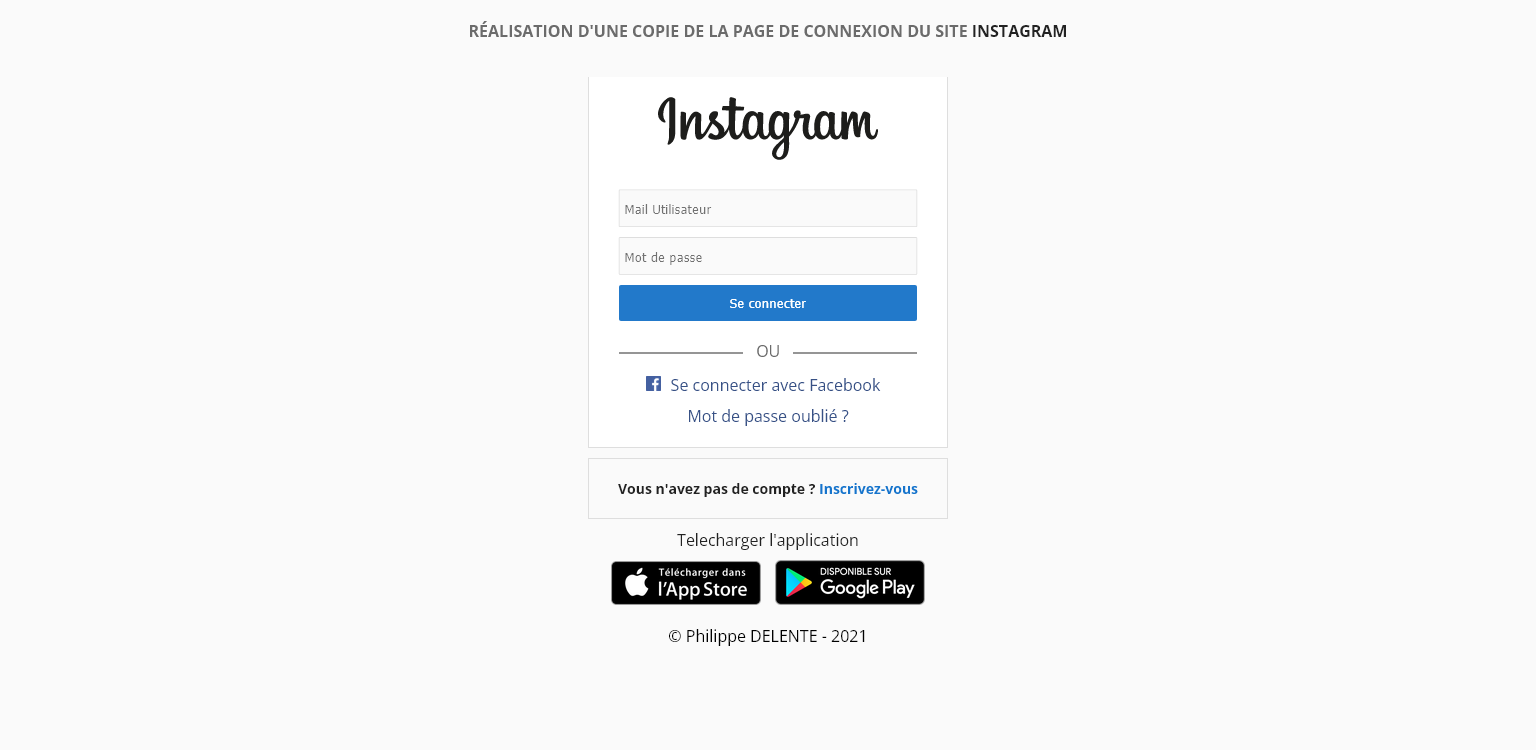 RÉALISATION D'UNE COPIE DE LA PAGE DE CONNEXION DU SITE INSTAGRAM
Instagram
Mail Utilisateur
Mot de passe
Se connecter
OU
Se connecter avec Facebook
Mot de passe oublié ?
Vous n'avez pas de compte ? Inscrivez-vous
Telecharger l'application
Télécharger dans
l'App Store
DISPONIBLE SUR
Google Play
© Philippe DELENTE - 2021